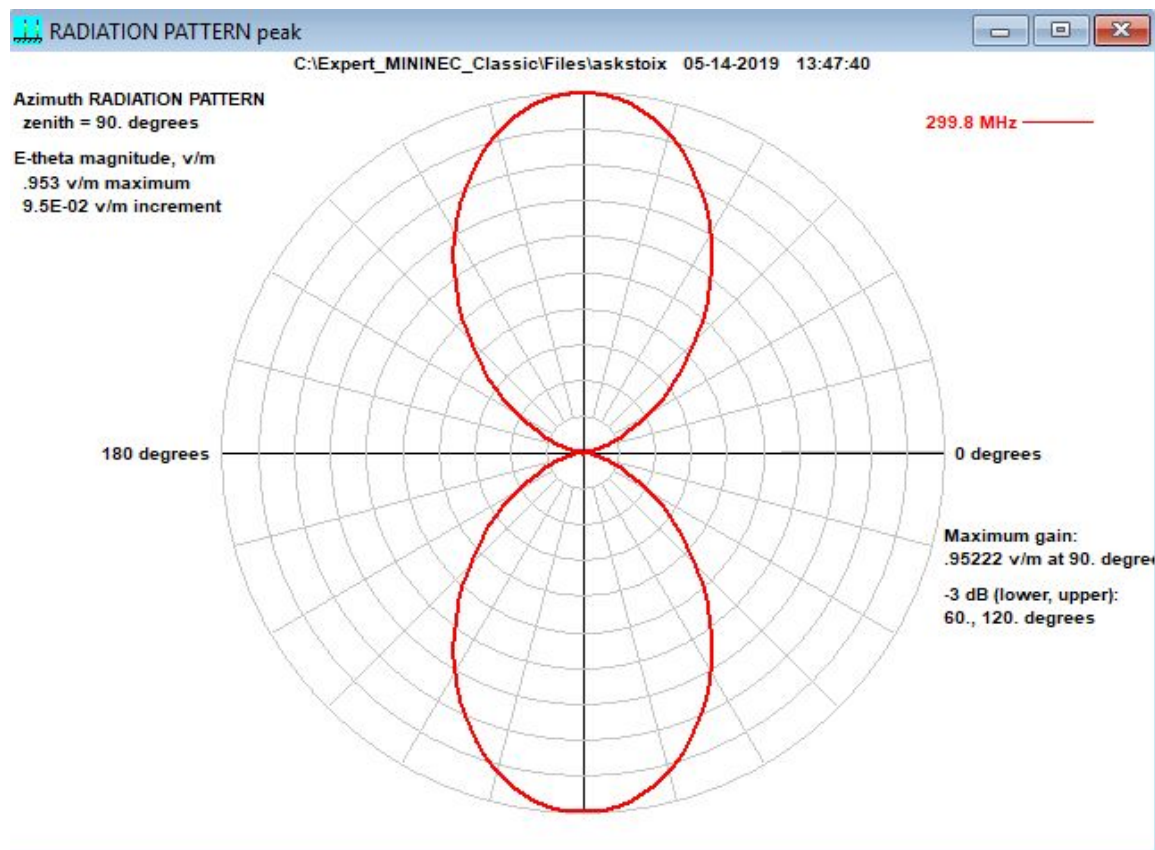 RADIATION PATTERN peak
C:\Expert_MININEC_Classic\Files\askstoix 05-14-2019 13:47:40
Azimuth RADIATION PATTERN
zenith = 90. degrees
299.8 MHz
E-theta magnitude, v/m
.953 v/m maximum
9.5E-02 v/m increment
180 degrees
0 degrees
Maximum gain:
.95222 v/m at 90. degree
-3 dB (lower, upper):
60., 120. degrees